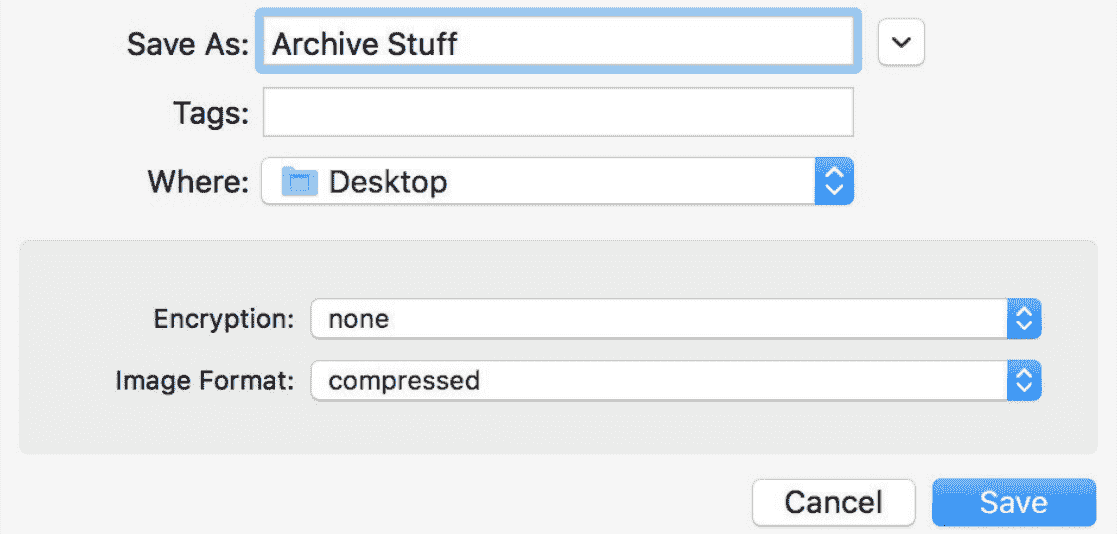 Save As: Archive Stuff
Tags:
Where: Desktop
Encryption: none
Image Format: compressed
Cancel Save